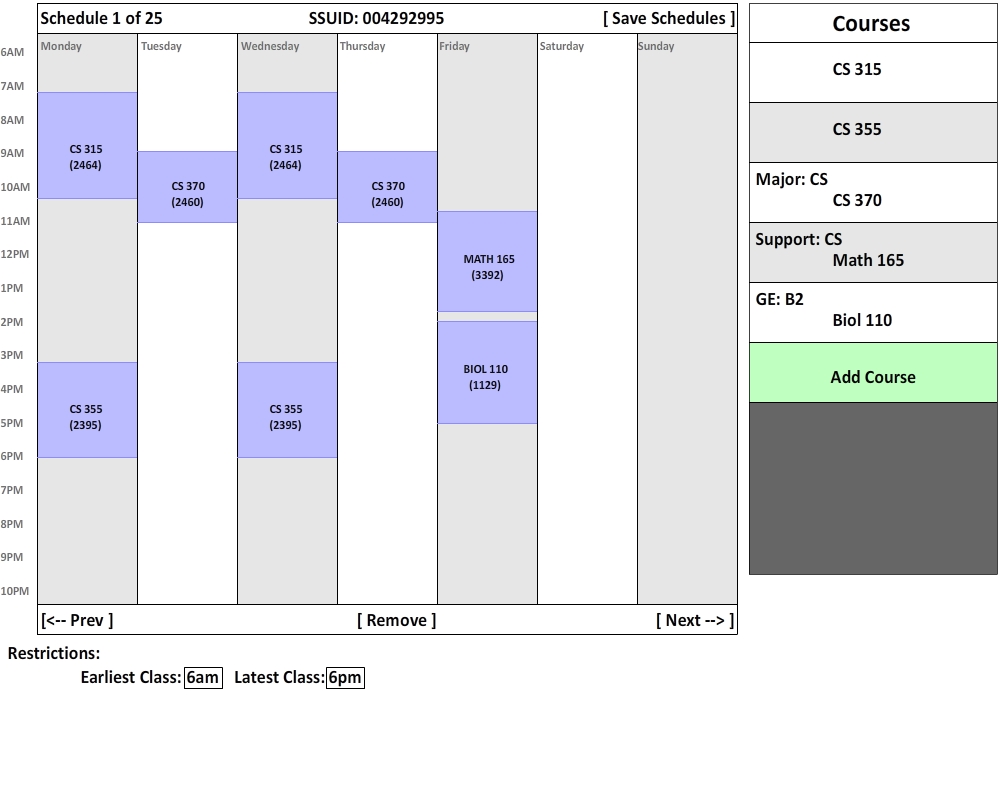 Schedule 1 of 25 SSUID: 004292995 [ Save Schedules ]
Monday Tuesday Wednesday Thursday Friday Saturday Sunday
6AM
7AM
8AM
9AM
10AM
11AM
12PM
1PM
2PM
3PM
4PM
5PM
6PM
7PM
8PM
9PM
10PM
CS 315
(2464)
CS 355
(2395)
CS 370
(2460)
CS 315
(2464)
CS 355
(2395)
CS 370
(2460)
MATH 165
(3392)
BIOL 110
(1129)
[<-- Prev ] [ Remove ] [ Next --> ]
Restrictions:
Earliest Class: 6am Latest Class: 6pm
Courses
CS 315
CS 355
Major: CS
CS 370
Support: CS
Math 165
GE: B2
Biol 110
Add Course